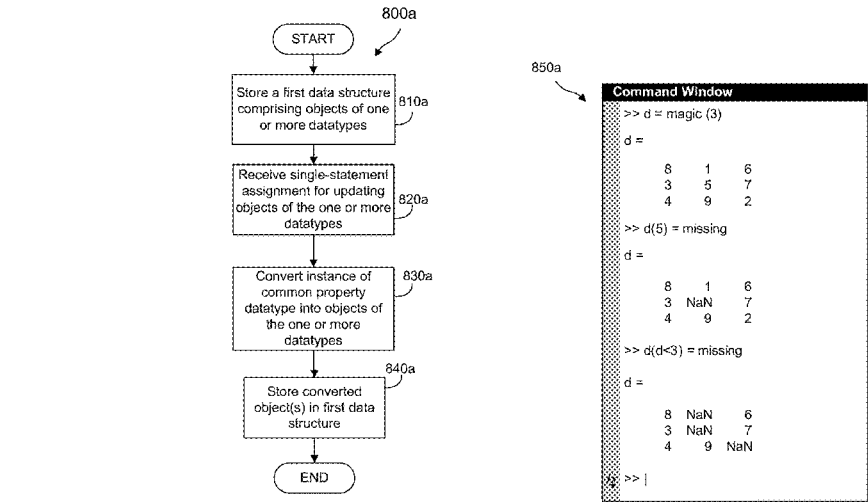 800a
START
Store a first data structure
comprising objects of one
or more datatypes
810a
Receive single-statement
assignment for updating
objects of the one or more
datatypes
820a
Convert instance of
common property
datatype into objects of
the one or more
datatypes
830a
840a
Store converted
object(s) in first data
structure
END
850a
Command Window
>> d = magic (3)
d =
8 1 6
3 5 7
4 9 2
>> d(5) = missing
d =
8 1 6
3 NaN 7
4 9 2
>> d(d<3) = missing
d =
8 NaN 6
3 NaN 7
4 9 NaN
>> |